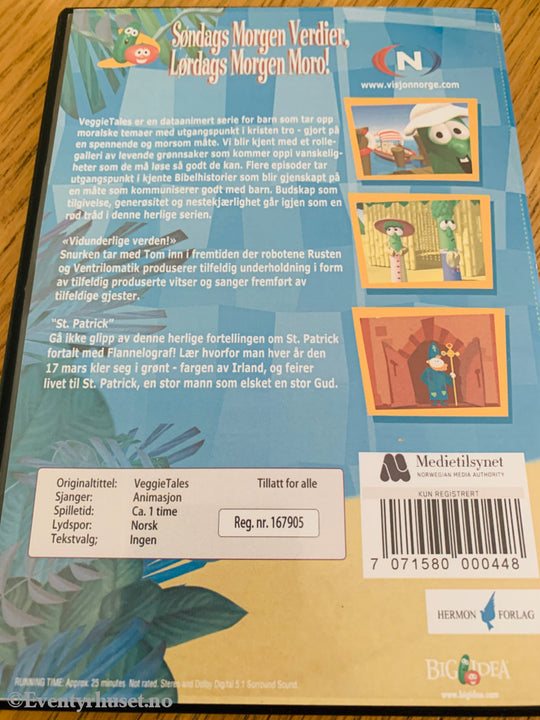 Søndags Morgen Verdier,
Lørdags Morgen Moro!
N
www.visjonnorge.com
VeggieTales er en dataanimert serie for barn som tar opp
moralske temaer med utgangspunkt i kristen tro - gjort på
en spennende og morsom måte. Vi blir kjent med et rolle-
galleri av levende grønnsaker som kommer oppi vanskelig-
heter som de må løse så godt de kan. Flere episoder tar
utgangspunkt i kjente Bibelhistorier som blir gjenskapt på
en måte som kommuniserer godt med barn. Budskap som
tilgivelse, generøsitet og nestekjærlighet går igjen som en
rød tråd i denne herlige serien.
«Vidunderlige verden!»
Snurken tar med Tom inn i fremtiden der robotene Rusten
og Ventrilomatik produserer tilfeldig underholdning i form
av tilfeldig produserte vitser og sanger fremført av
tilfeldige gjester.
"St. Patrick"
Gå ikke glipp av denne herlige fortellingen om St. Patrick
fortalt med Flannelograf! Lær hvorfor man hver år den
17 mars kler seg i grønt - fargen av Irland, og feirer
livet til St. Patrick, en stor mann som elsket en stor Gud.
Originaltittel: VeggieTales Tillatt for alle
Sjanger: Animasjon
Spilletid: Ca. 1 time
Lydspor: Norsk Reg. nr. 167905
Tekstvalg: Ingen
Medietilsynet
NORWEGIAN MEDIA AUTHORITY
KUN REGISTRERT
7 071580 000448
HERMON FORLAG
BIG IDEA
www.bigidea.com
RUNNING TIME: Approx. 25 minutes Not rated. Stereo and Dolby Digital 5.1 Surround Sound.
©Eventyrhuset.no